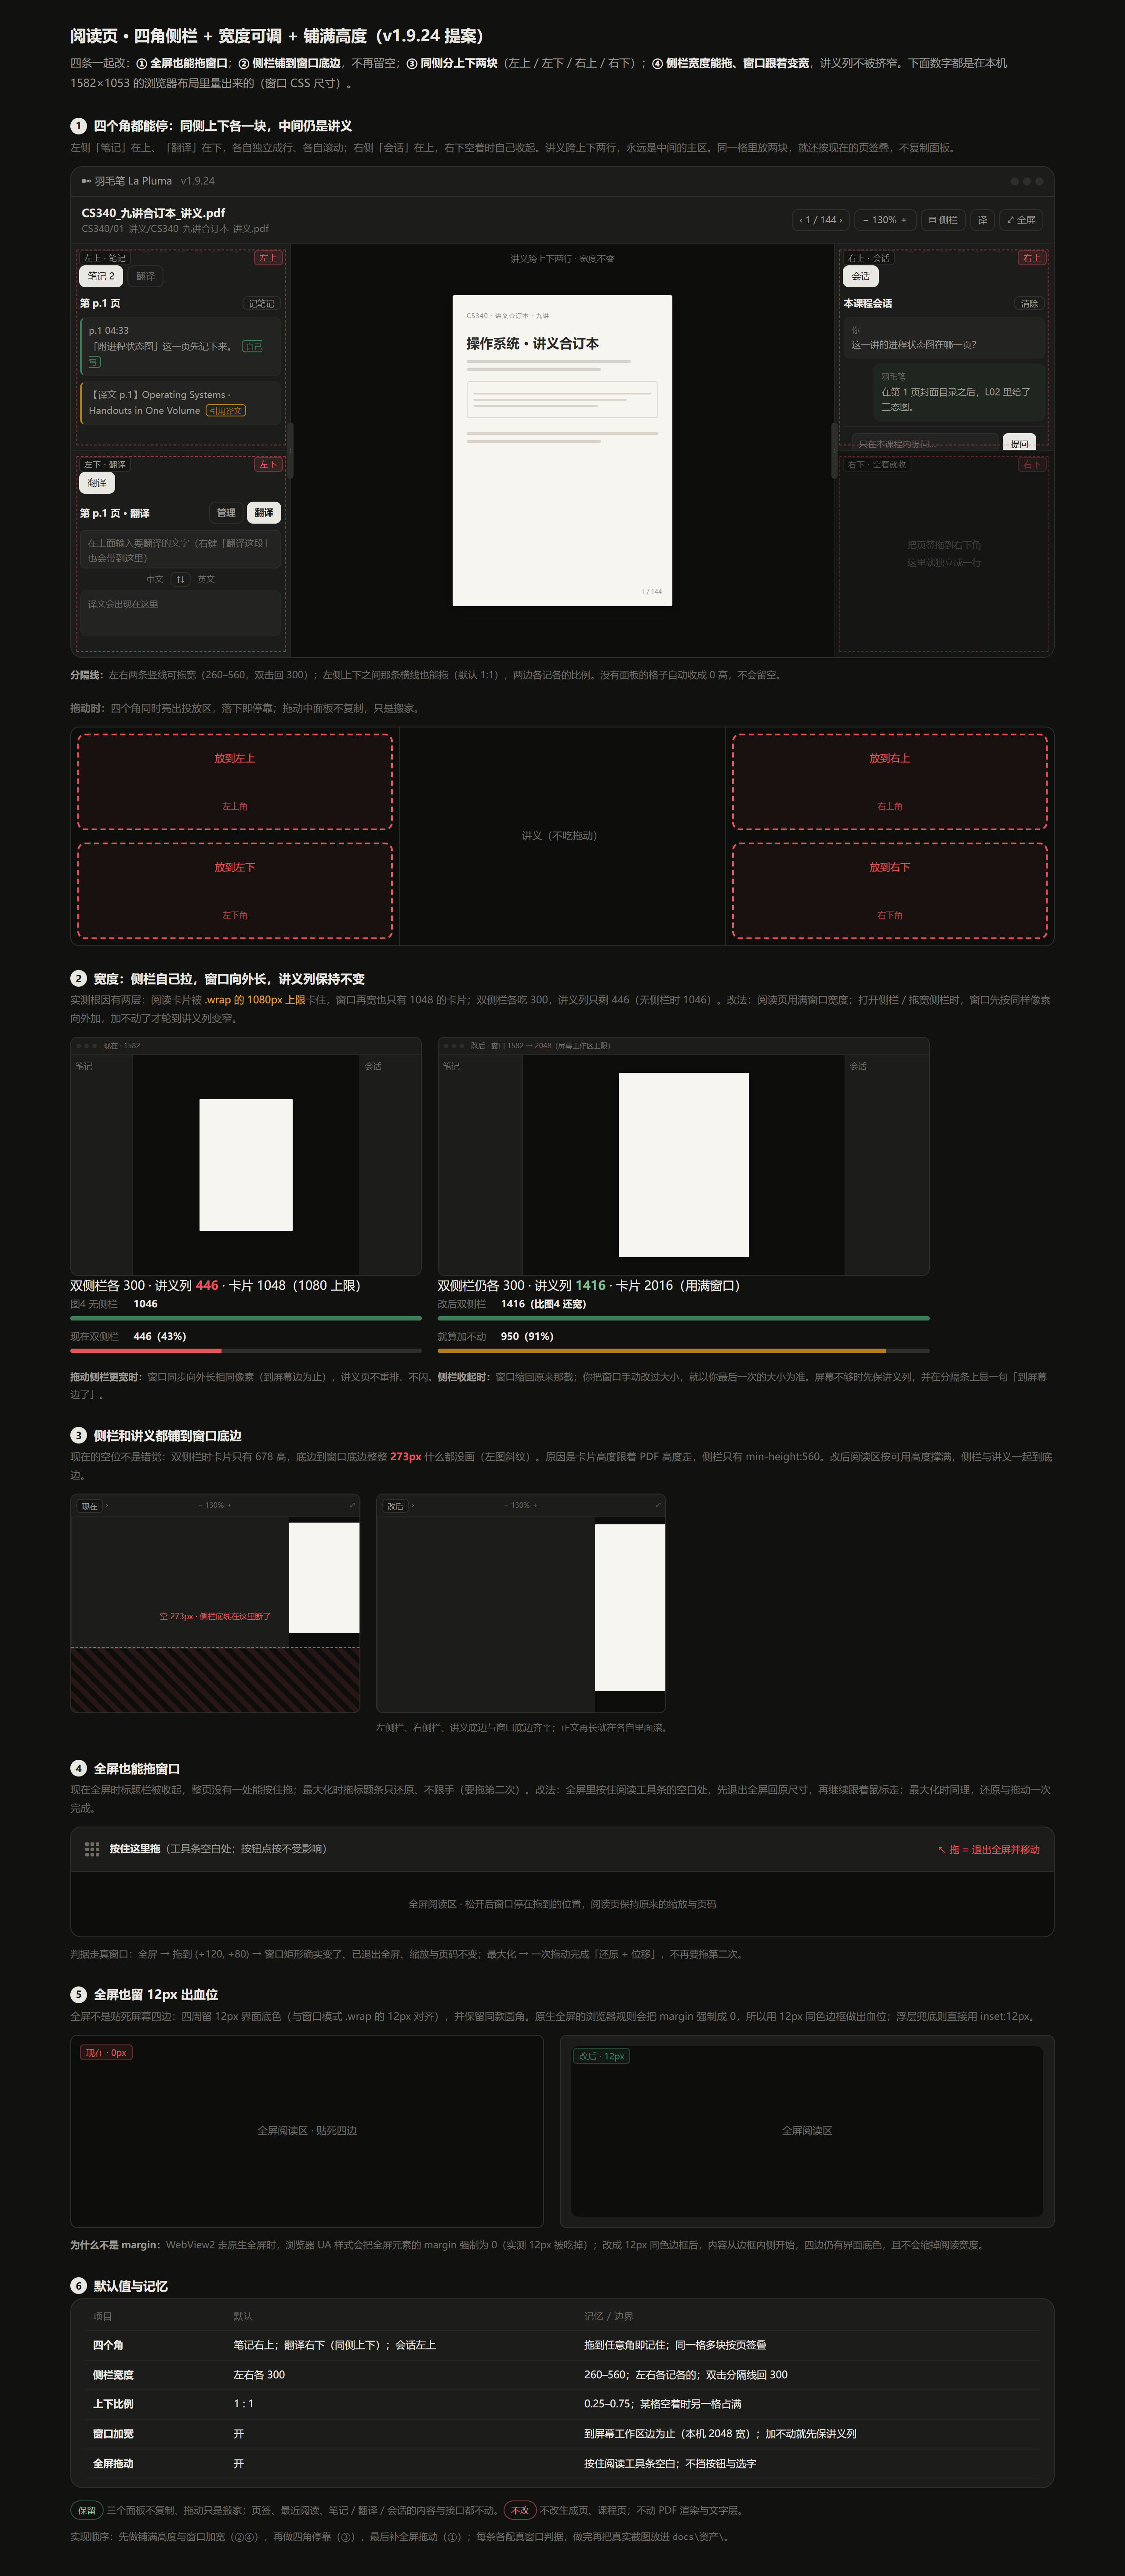 阅读页 · 四角侧栏 + 宽度可调 + 铺满高度（v1.9.24 提案）
四条一起改：① 全屏也能拖窗口；② 侧栏铺到窗口底边，不再留空；③ 同侧分上下两块（左上 / 左下 / 右上 / 右下）；④ 侧栏宽度能拖、窗口跟着变宽，讲义列不被挤窄。下面数字都是在本机
1582×1053 的浏览器布局里量出来的（窗口 CSS 尺寸）。
1 四个角都能停：同侧上下各一块，中间仍是讲义
左侧「笔记」在上、「翻译」在下，各自独立成行、各自滚动；右侧「会话」在上，右下空着时自己收起。讲义跨上下两行，永远是中间的主区。同一格里放两块，就还按现在的页签叠，不复制面板。
羽毛笔 La Pluma v1.9.24
CS340_九讲合订本_讲义.pdf
CS340/01_讲义/CS340_九讲合订本_讲义.pdf
‹ 1 / 144 › − 130% + ▤ 侧栏 译 ⤢ 全屏
左上 · 笔记 左上
笔记 2 翻译
第 p.1 页 记笔记
p.1 04:33
「附进程状态图」这一页先记下来。 自己
写
【译文 p.1】Operating Systems ·
Handouts in One Volume 引用译文
左下 · 翻译 左下
翻译
第 p.1 页 · 翻译 管理 翻译
在上面输入要翻译的文字（右键「翻译这段」
也会带到这里）
中文 ⇅ 英文
译文会出现在这里
讲义跨上下两行 · 宽度不变
CS340 · 讲义合订本 · 九讲
操作系统 · 讲义合订本
1 / 144
右上 · 会话 右上
会话
本课程会话 清除
你
这一讲的进程状态图在哪一页？
羽毛笔
在第 1 页封面目录之后，L02 里给了
三态图。
只在本课程内提问… 提问
右下 · 空着就收 右下
把页签拖到右下角
这里就独立成一行
分隔线：左右两条竖线可拖宽（260–560，双击回 300）；左侧上下之间那条横线也能拖（默认 1:1），两边各记各的比例。没有面板的格子自动收成 0 高，不会留空。
拖动时：四个角同时亮出投放区，落下即停靠；拖动中面板不复制，只是搬家。
放到左上
左上角
放到左下
左下角
讲义（不吃拖动）
放到右上
右上角
放到右下
右下角
2 宽度：侧栏自己拉，窗口向外长，讲义列保持不变
实测根因有两层：阅读卡片被 .wrap 的 1080px 上限卡住，窗口再宽也只有 1048 的卡片；双侧栏各吃 300，讲义列只剩 446（无侧栏时 1046）。改法：阅读页用满窗口宽度；打开侧栏 / 拖宽侧栏时，窗口先按同样像素
向外加，加不动了才轮到讲义列变窄。
现在 · 1582
笔记 会话
双侧栏各 300 · 讲义列 446 · 卡片 1048（1080 上限）
图4 无侧栏 1046
现在双侧栏 446（43%）
改后 · 窗口 1582 → 2048（屏幕工作区上限）
笔记 会话
双侧栏仍各 300 · 讲义列 1416 · 卡片 2016（用满窗口）
改后双侧栏 1416（比图4 还宽）
就算加不动 950（91%）
拖动侧栏更宽时：窗口同步向外长相同像素（到屏幕边为止），讲义页不重排、不闪。侧栏收起时：窗口缩回原来那截；你把窗口手动改过大小，就以你最后一次的大小为准。屏幕不够时先保讲义列，并在分隔条上显一句「到屏幕
边了」。
3 侧栏和讲义都铺到窗口底边
现在的空位不是错觉：双侧栏时卡片只有 678 高，底边到窗口底边整整 273px 什么都没画（左图斜纹）。原因是卡片高度跟着 PDF 高度走，侧栏只有 min-height:560。改后阅读区按可用高度撑满，侧栏与讲义一起到底
边。
现在 ‹ − 130% + ⤢
空 273px · 侧栏底线在这里断了
改后 ‹ − 130% + ⤢
左侧栏、右侧栏、讲义底边与窗口底边齐平；正文再长就在各自里面滚。
4 全屏也能拖窗口
现在全屏时标题栏被收起，整页没有一处能按住拖；最大化时拖标题条只还原、不跟手（要拖第二次）。改法：全屏里按住阅读工具条的空白处，先退出全屏回原尺寸，再继续跟着鼠标走；最大化时同理，还原与拖动一次
完成。
按住这里拖（工具条空白处；按钮点按不受影响） ↖ 拖 = 退出全屏并移动
全屏阅读区 · 松开后窗口停在拖到的位置，阅读页保持原来的缩放与页码
判据走真窗口：全屏 → 拖到 (+120, +80) → 窗口矩形确实变了、已退出全屏、缩放与页码不变；最大化 → 一次拖动完成「还原 + 位移」，不再要拖第二次。
5 全屏也留 12px 出血位
全屏不是贴死屏幕四边：四周留 12px 界面底色（与窗口模式 .wrap 的 12px 对齐），并保留同款圆角。原生全屏的浏览器规则会把 margin 强制成 0，所以用 12px 同色边框做出血位；浮层兜底则直接用 inset:12px。
现在 · 0px
全屏阅读区 · 贴死四边
改后 · 12px
全屏阅读区
为什么不是 margin：WebView2 走原生全屏时，浏览器 UA 样式会把全屏元素的 margin 强制为 0（实测 12px 被吃掉）；改成 12px 同色边框后，内容从边框内侧开始，四边仍有界面底色，且不会缩掉阅读宽度。
6 默认值与记忆
项目 默认 记忆 / 边界
四个角 笔记右上；翻译右下（同侧上下）；会话左上 拖到任意角即记住；同一格多块按页签叠
侧栏宽度 左右各 300 260–560；左右各记各的；双击分隔线回 300
上下比例 1 : 1 0.25–0.75；某格空着时另一格占满
窗口加宽 开 到屏幕工作区边为止（本机 2048 宽）；加不动就先保讲义列
全屏拖动 开 按住阅读工具条空白；不挡按钮与选字
保留 三个面板不复制、拖动只是搬家；页签、最近阅读、笔记 / 翻译 / 会话的内容与接口都不动。 不改 不改生成页、课程页；不动 PDF 渲染与文字层。
实现顺序：先做铺满高度与窗口加宽（②④），再做四角停靠（③），最后补全屏拖动（①）；每条各配真窗口判据，做完再把真实截图放进 docs\资产\。